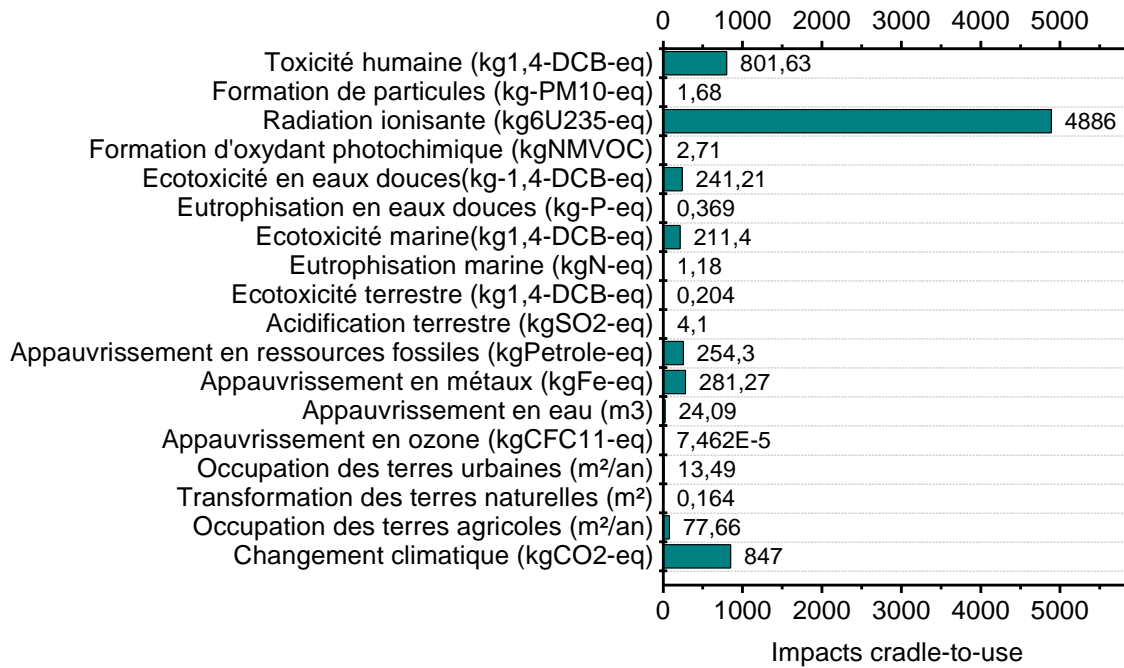 0 1000 2000 3000 4000 5000
Toxicité humaine (kg1,4-DCB-eq) 801,63
Formation de particules (kg-PM10-eq) 1,68
Radiation ionisante (kg6U235-eq) 4886
Formation d'oxydant photochimique (kgNMVOC) 2,71
Ecotoxicité en eaux douces(kg-1,4-DCB-eq) 241,21
Eutrophisation en eaux douces (kg-P-eq) 0,369
Ecotoxicité marine(kg1,4-DCB-eq) 211,4
Eutrophisation marine (kgN-eq) 1,18
Ecotoxicité terrestre (kg1,4-DCB-eq) 0,204
Acidification terrestre (kgSO2-eq) 4,1
Appauvrissement en ressources fossiles (kgPetrole-eq) 254,3
Appauvrissement en métaux (kgFe-eq) 281,27
Appauvrissement en eau (m3) 24,09
Appauvrissement en ozone (kgCFC11-eq) 7,462E-5
Occupation des terres urbaines (m²/an) 13,49
Transformation des terres naturelles (m²) 0,164
Occupation des terres agricoles (m²/an) 77,66
Changement climatique (kgCO2-eq) 847
0 1000 2000 3000 4000 5000
Impacts cradle-to-use